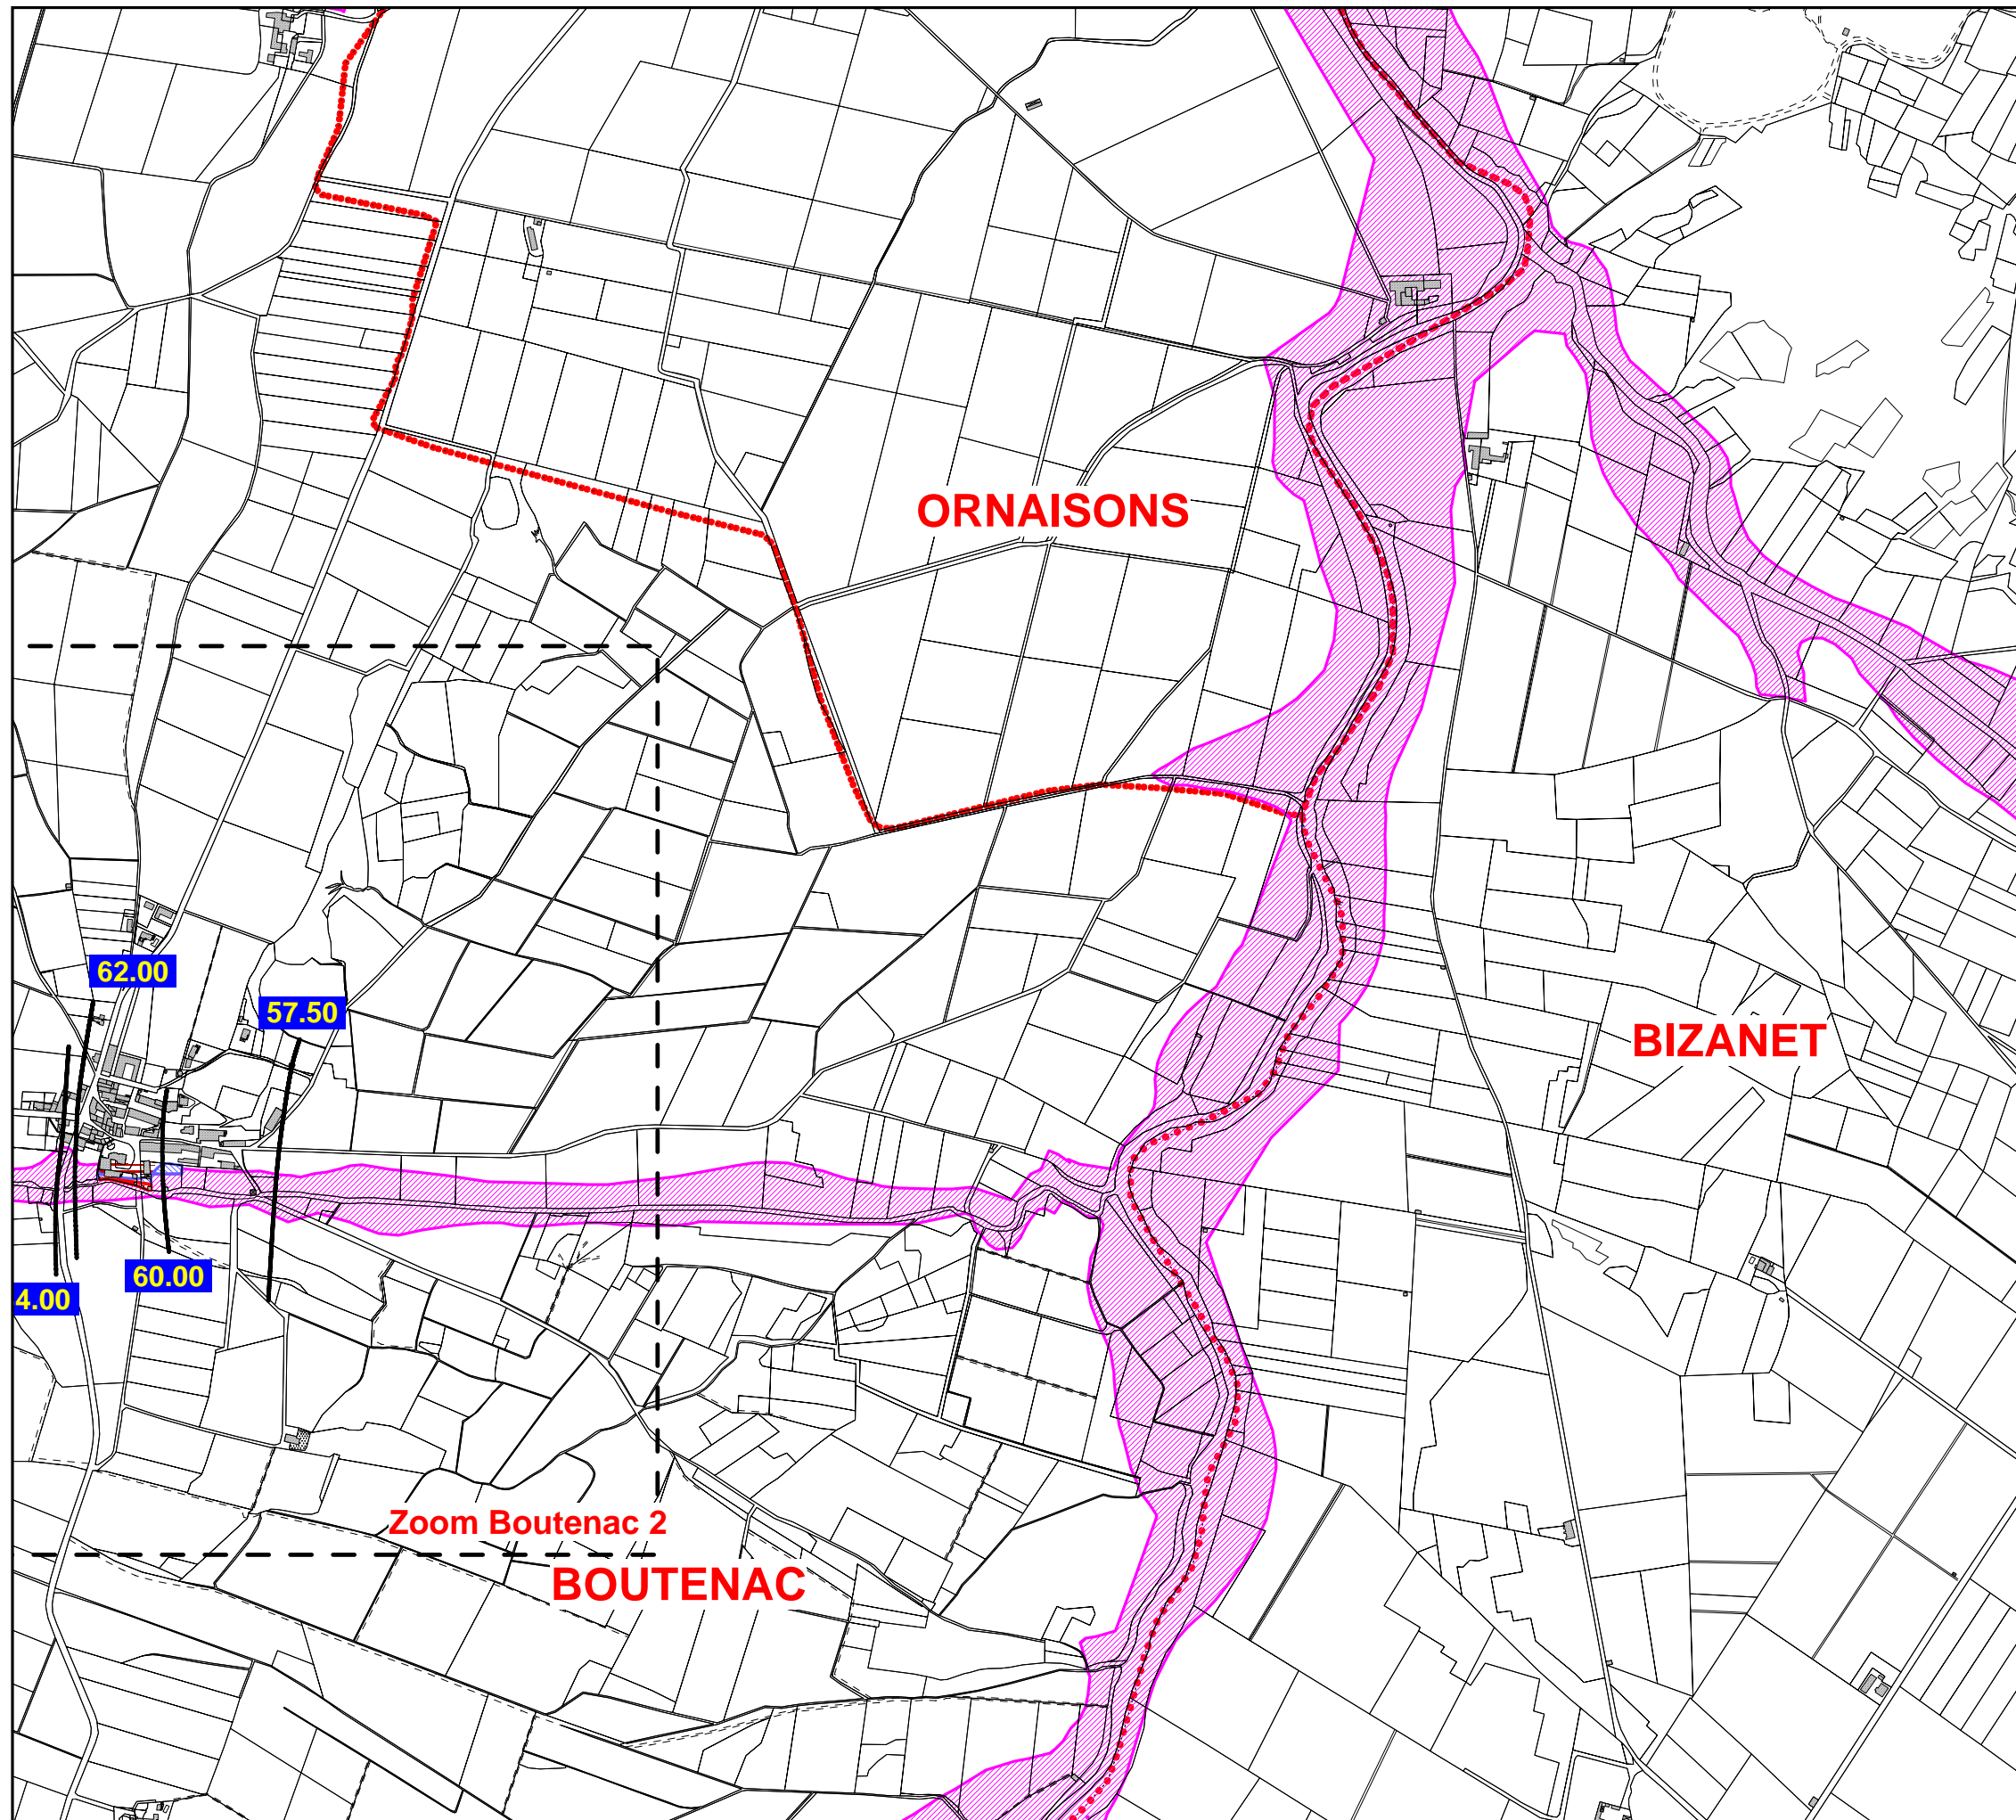 ORNAISONS
62.00
57.50
BIZANET
60.00
4.00
Zoom Boutenac 2
BOUTENAC